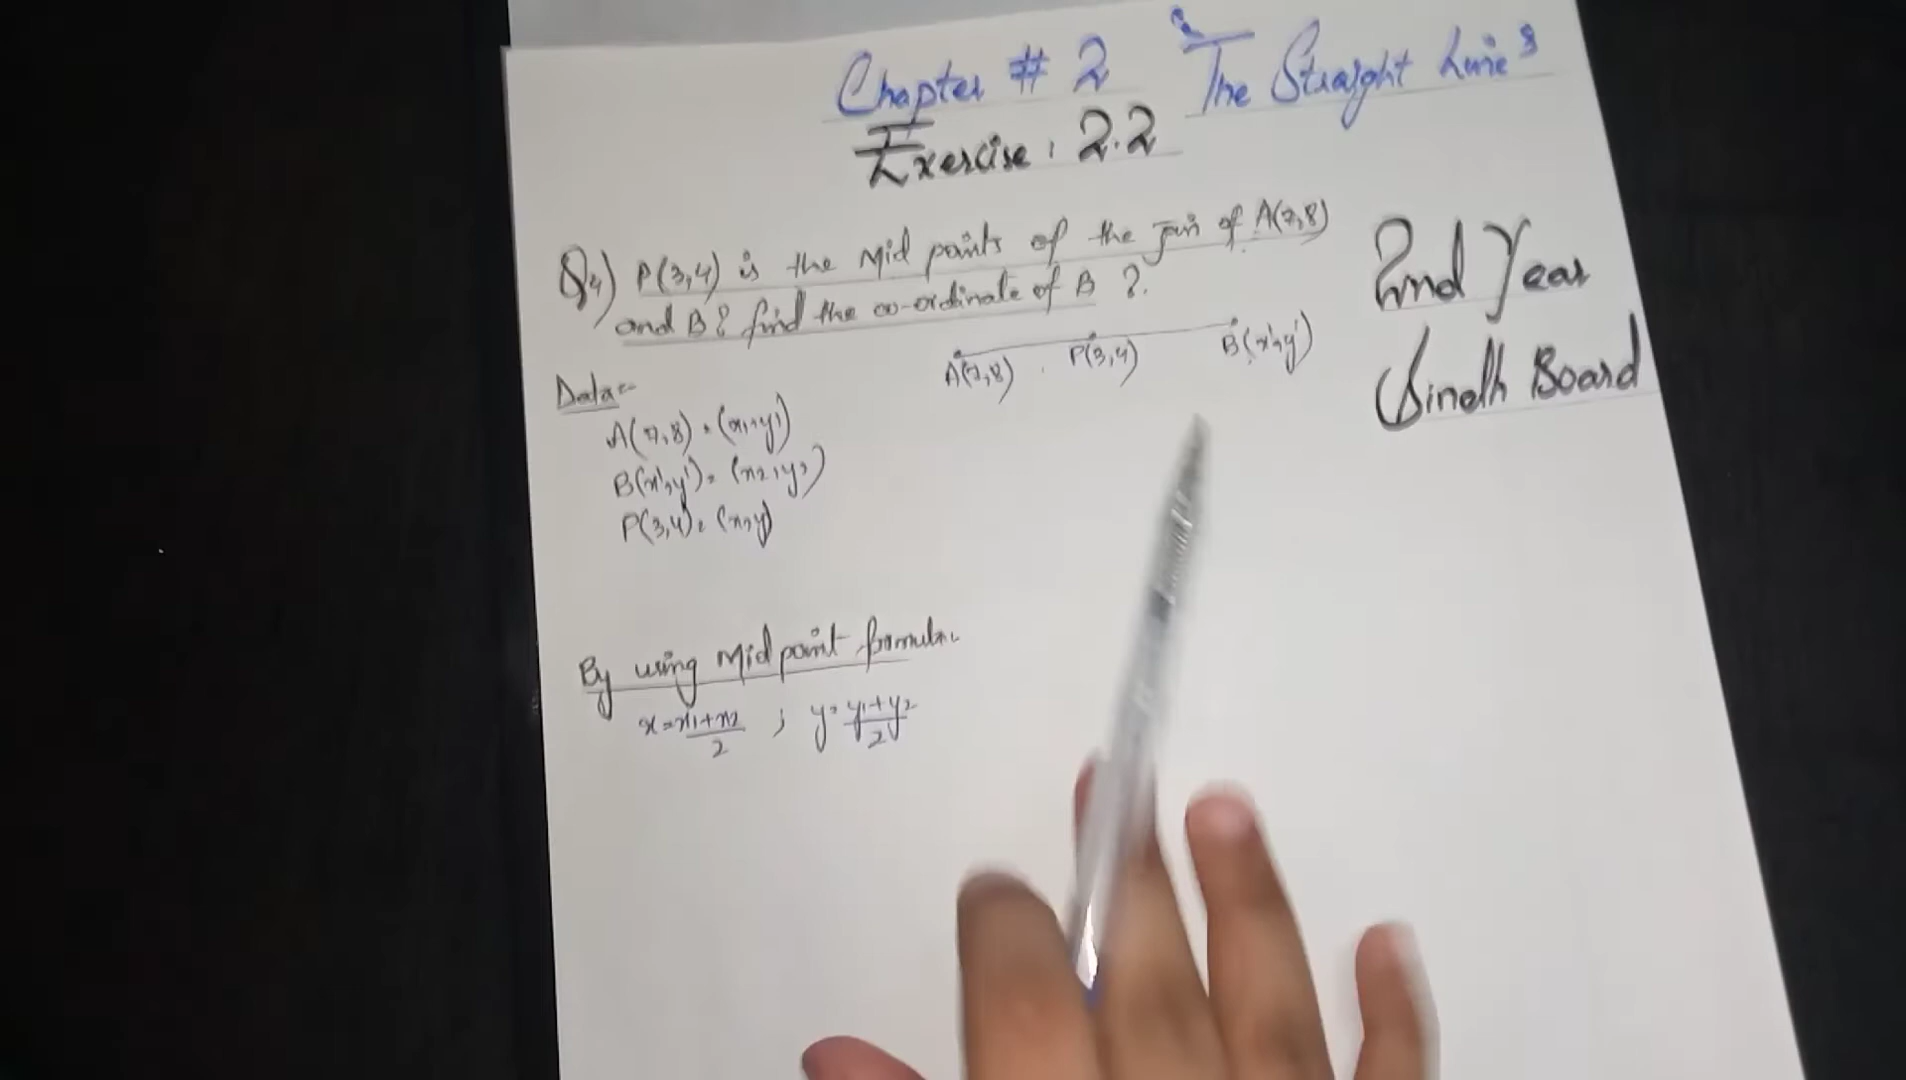 Chapter # 2 The Straight Line
Exercise: 2.2
Q4) P(3,4) is the Mid points of the join of A(7,8)
and B? find the co-ordinate of B ?.
A(7,8) P(3,4) B(x',y')
2nd Year
Sindh Board
Data:-
A(7,8) = (x1,y1)
B(x',y') = (x2,y2)
P(3,4) = (x,y)
By using Mid point formula:
x = x1+x2/2 ; y = y1+y2/2